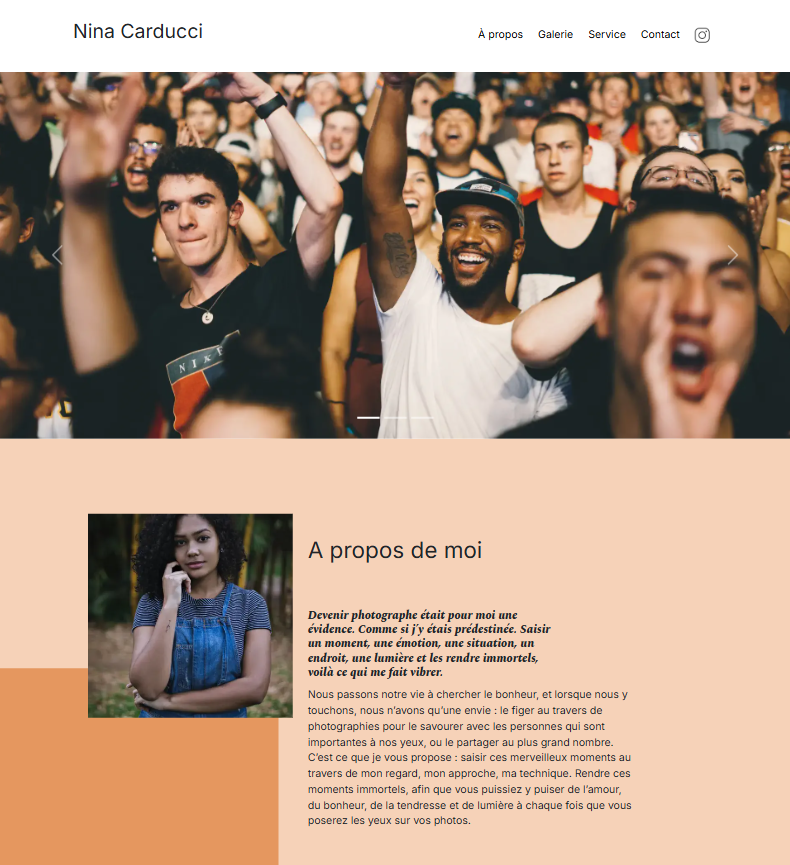 Nina Carducci
À propos Galerie Service Contact
NIKE
A propos de moi
Devenir photographe était pour moi une
évidence. Comme si j'y étais prédestinée. Saisir
un moment, une émotion, une situation, un
endroit, une lumière et les rendre immortels,
voilà ce qui me fait vibrer.
Nous passons notre vie à chercher le bonheur, et lorsque nous y
touchons, nous n'avons qu'une envie : le figer au travers de
photographies pour le savourer avec les personnes qui sont
importantes à nos yeux, ou le partager au plus grand nombre.
C'est ce que je vous propose : saisir ces merveilleux moments au
travers de mon regard, mon approche, ma technique. Rendre ces
moments immortels, afin que vous puissiez y puiser de l'amour,
du bonheur, de la tendresse et de lumière à chaque fois que vous
poserez les yeux sur vos photos.